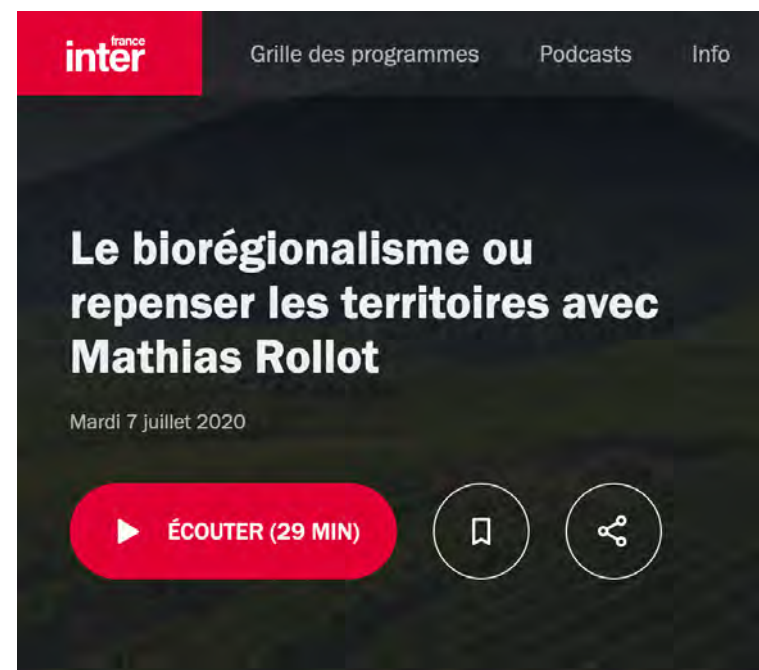 france
inter
Grille des programmes
Podcasts
Info
Le biorégionalisme ou
repenser les territoires avec
Mathias Rollot
Mardi 7 juillet 2020
ÉCOUTER (29 MIN)